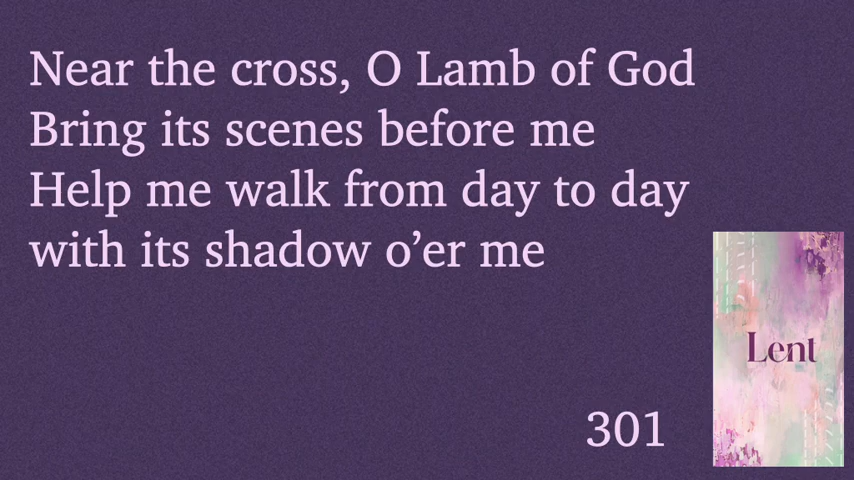 Near the cross, O Lamb of God
Bring its scenes before me
Help me walk from day to day
with its shadow o’er me
Lent
301